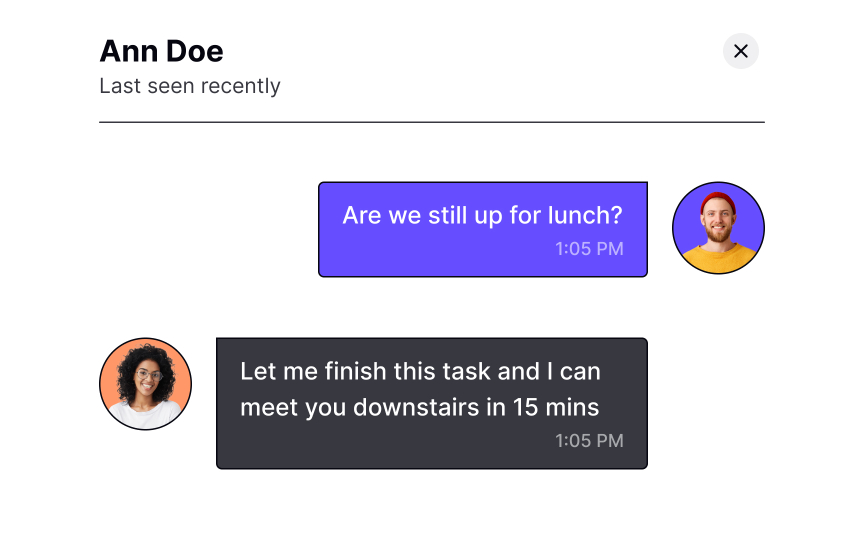 Ann Doe
Last seen recently
Are we still up for lunch?
1:05 PM
Let me finish this task and I can
meet you downstairs in 15 mins
1:05 PM